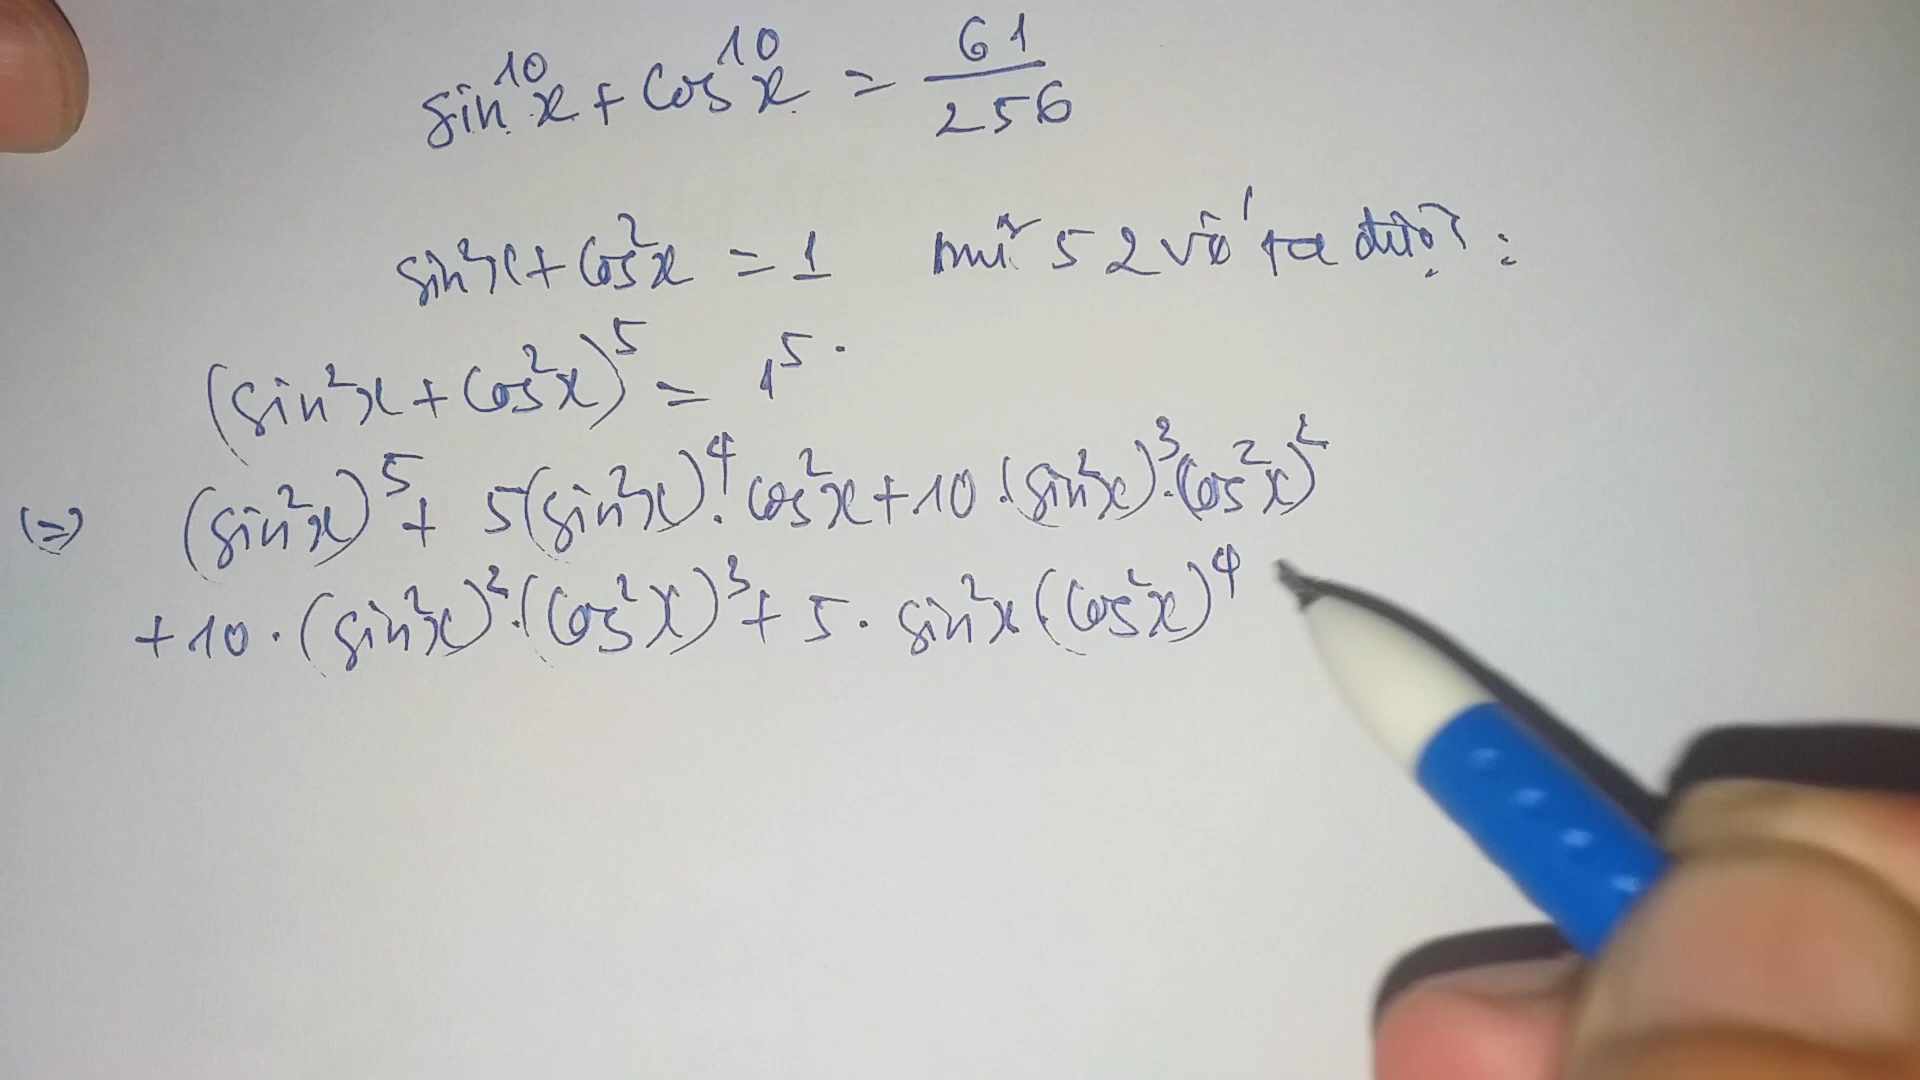 sin¹⁰x + cos¹⁰x = 61/256
sin²x + cos²x = 1 mũ 5 2 vế ta được :
(sin²x + cos²x)⁵ = 1⁵.
(=) (sin²x)⁵ + 5(sin²x)⁴.cos²x + 10.(sin²x)³.(cos²x)²
+ 10.(sin²x)².(cos²x)³ + 5. sin²x (cos²x)⁴